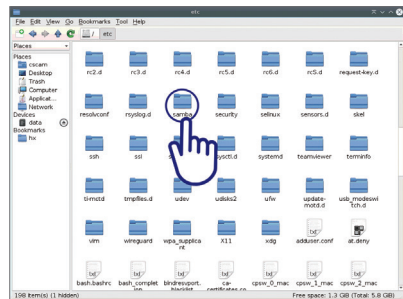 etc
File Edit View Go Bookmarks Tool Help
/ etc
Places
Places
cscam
Desktop
Trash
Computer
Applicat...
Network
Devices
data
Bookmarks
hx
rc2.d rc3.d rc4.d rc5.d rc6.d rcS.d request-key.d
resolvconf rsyslog.d samba security selinux sensors.d skel
ssh ssl sysctl.d systemd teamviewer terminfo
ti-mctd tmpfiles.d udev udisks2 ufw update-motd.d usb_modeswitch.d
vim wireguard wpa_supplicant X11 xdg adduser.conf at.deny
bash.bashrc bash_completion bindresvport.blacklist ca-certificates.co cpsw_0_mac cpsw_1_mac cpsw_2_mac
198 item(s) (1 hidden) Free space: 1.3 GiB (Total: 5.8 GB)